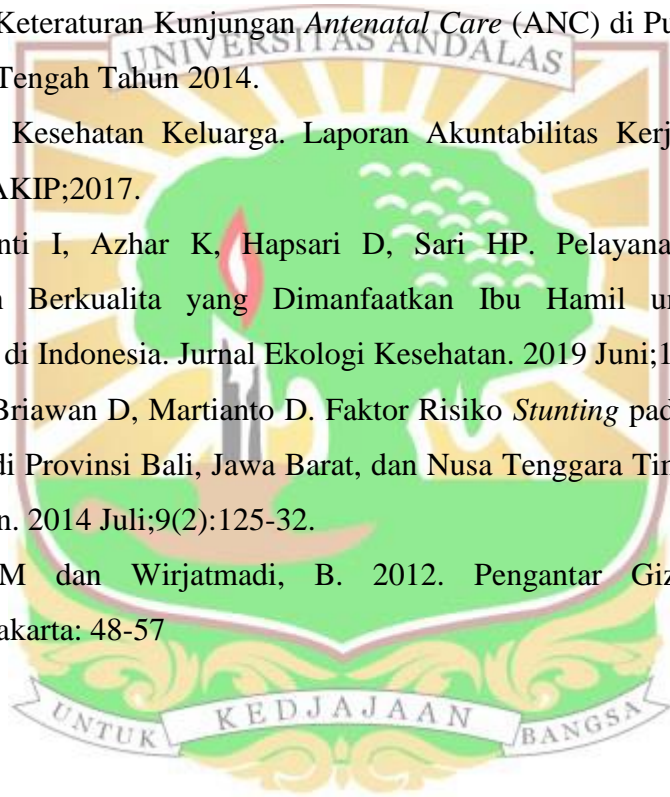 Keteraturan Kunjungan Antenatal Care (ANC) di Pu
UNIVERSITAS ANDALAS
Tengah Tahun 2014.
Kesehatan Keluarga. Laporan Akuntabilitas Kerj
AKIP;2017.
nti I, Azhar K, Hapsari D, Sari HP. Pelayana
n Berkualita yang Dimanfaatkan Ibu Hamil u
di Indonesia. Jurnal Ekologi Kesehatan. 2019 Juni;1
Briawan D, Martianto D. Faktor Risiko Stunting pad
di Provinsi Bali, Jawa Barat, dan Nusa Tenggara Tim
n. 2014 Juli;9(2):125-32.
M dan Wirjatmadi, B. 2012. Pengantar Giz
akarta: 48-57
UNTUK KEDJAJAAN BANGSA